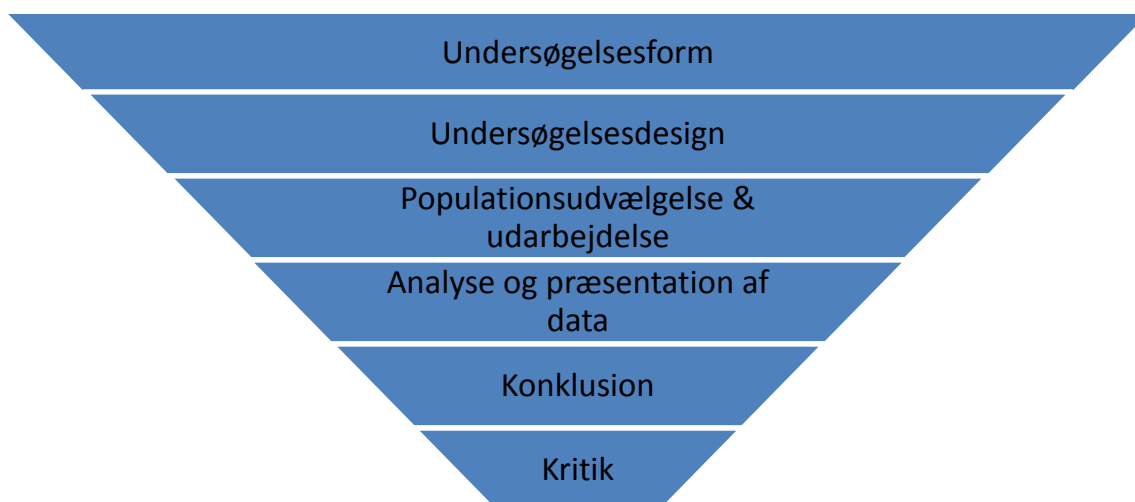 Undersøgelsesform
Undersøgelsesdesign
Populationsudvælgelse &
udarbejdelse
Analyse og præsentation af
data
Konklusion
Kritik